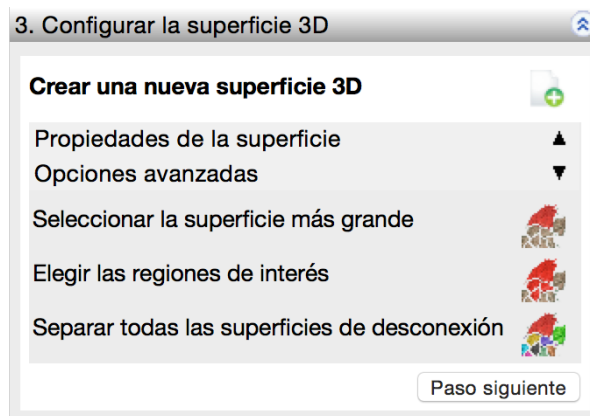 3. Configurar la superficie 3D
Crear una nueva superficie 3D
Propiedades de la superficie
Opciones avanzadas
Seleccionar la superficie más grande
Elegir las regiones de interés
Separar todas las superficies de desconexión
Paso siguiente